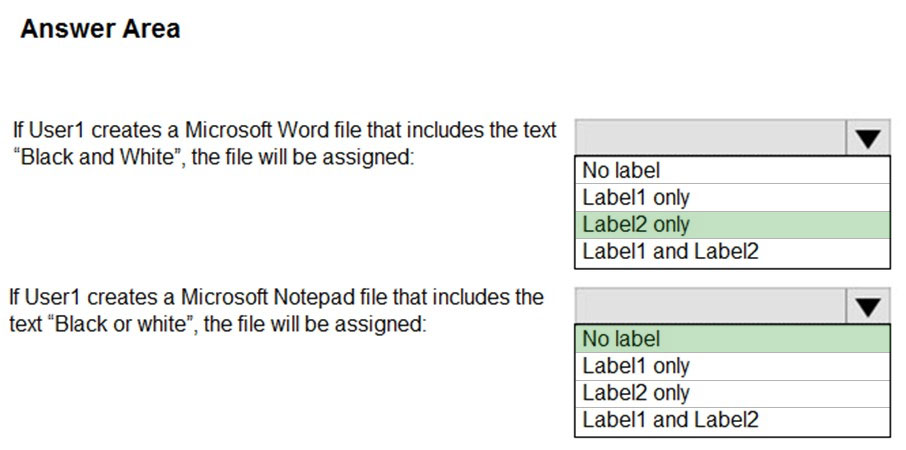 Answer Area
If User1 creates a Microsoft Word file that includes the text
“Black and White”, the file will be assigned:
No label
Label1 only
Label2 only
Label1 and Label2
If User1 creates a Microsoft Notepad file that includes the
text “Black or white”, the file will be assigned:
No label
Label1 only
Label2 only
Label1 and Label2